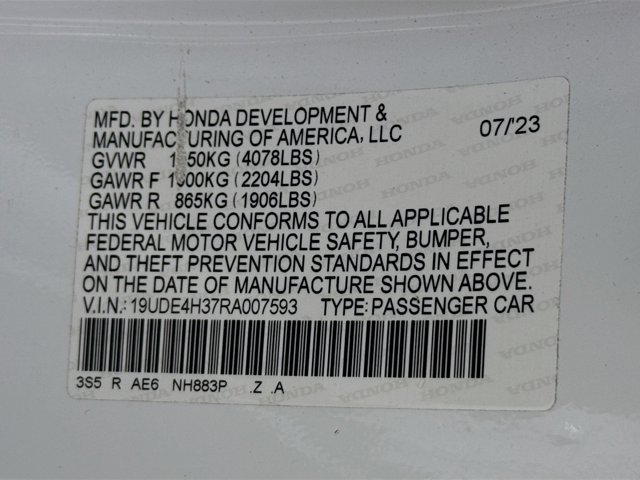 MFD. BY HONDA DEVELOPMENT &
MANUFACTURING OF AMERICA, LLC 07/'23
GVWR (4078LBS)
GAWR F (2204LBS)
GAWR R 865KG (1906LBS)
THIS VEHICLE CONFORMS TO ALL APPLICABLE
FEDERAL MOTOR VEHICLE SAFETY, BUMPER,
AND THEFT PREVENTION STANDARDS IN EFFECT
ON THE DATE OF MANUFACTURE SHOWN ABOVE.
V.I.N.: 19UDE4H37RA007593 TYPE: PASSENGER CAR
3S5 R AE6 NH883P .Z .A